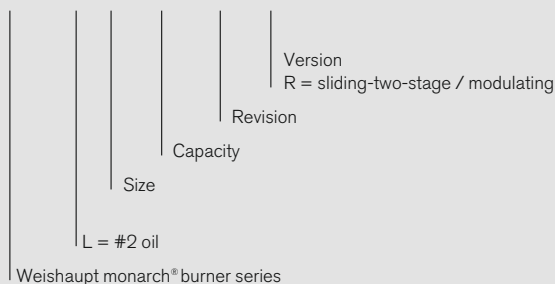 Version
R = sliding-two-stage / modulating
Revision
Capacity
Size
L = #2 oil
Weishaupt monarch® burner series